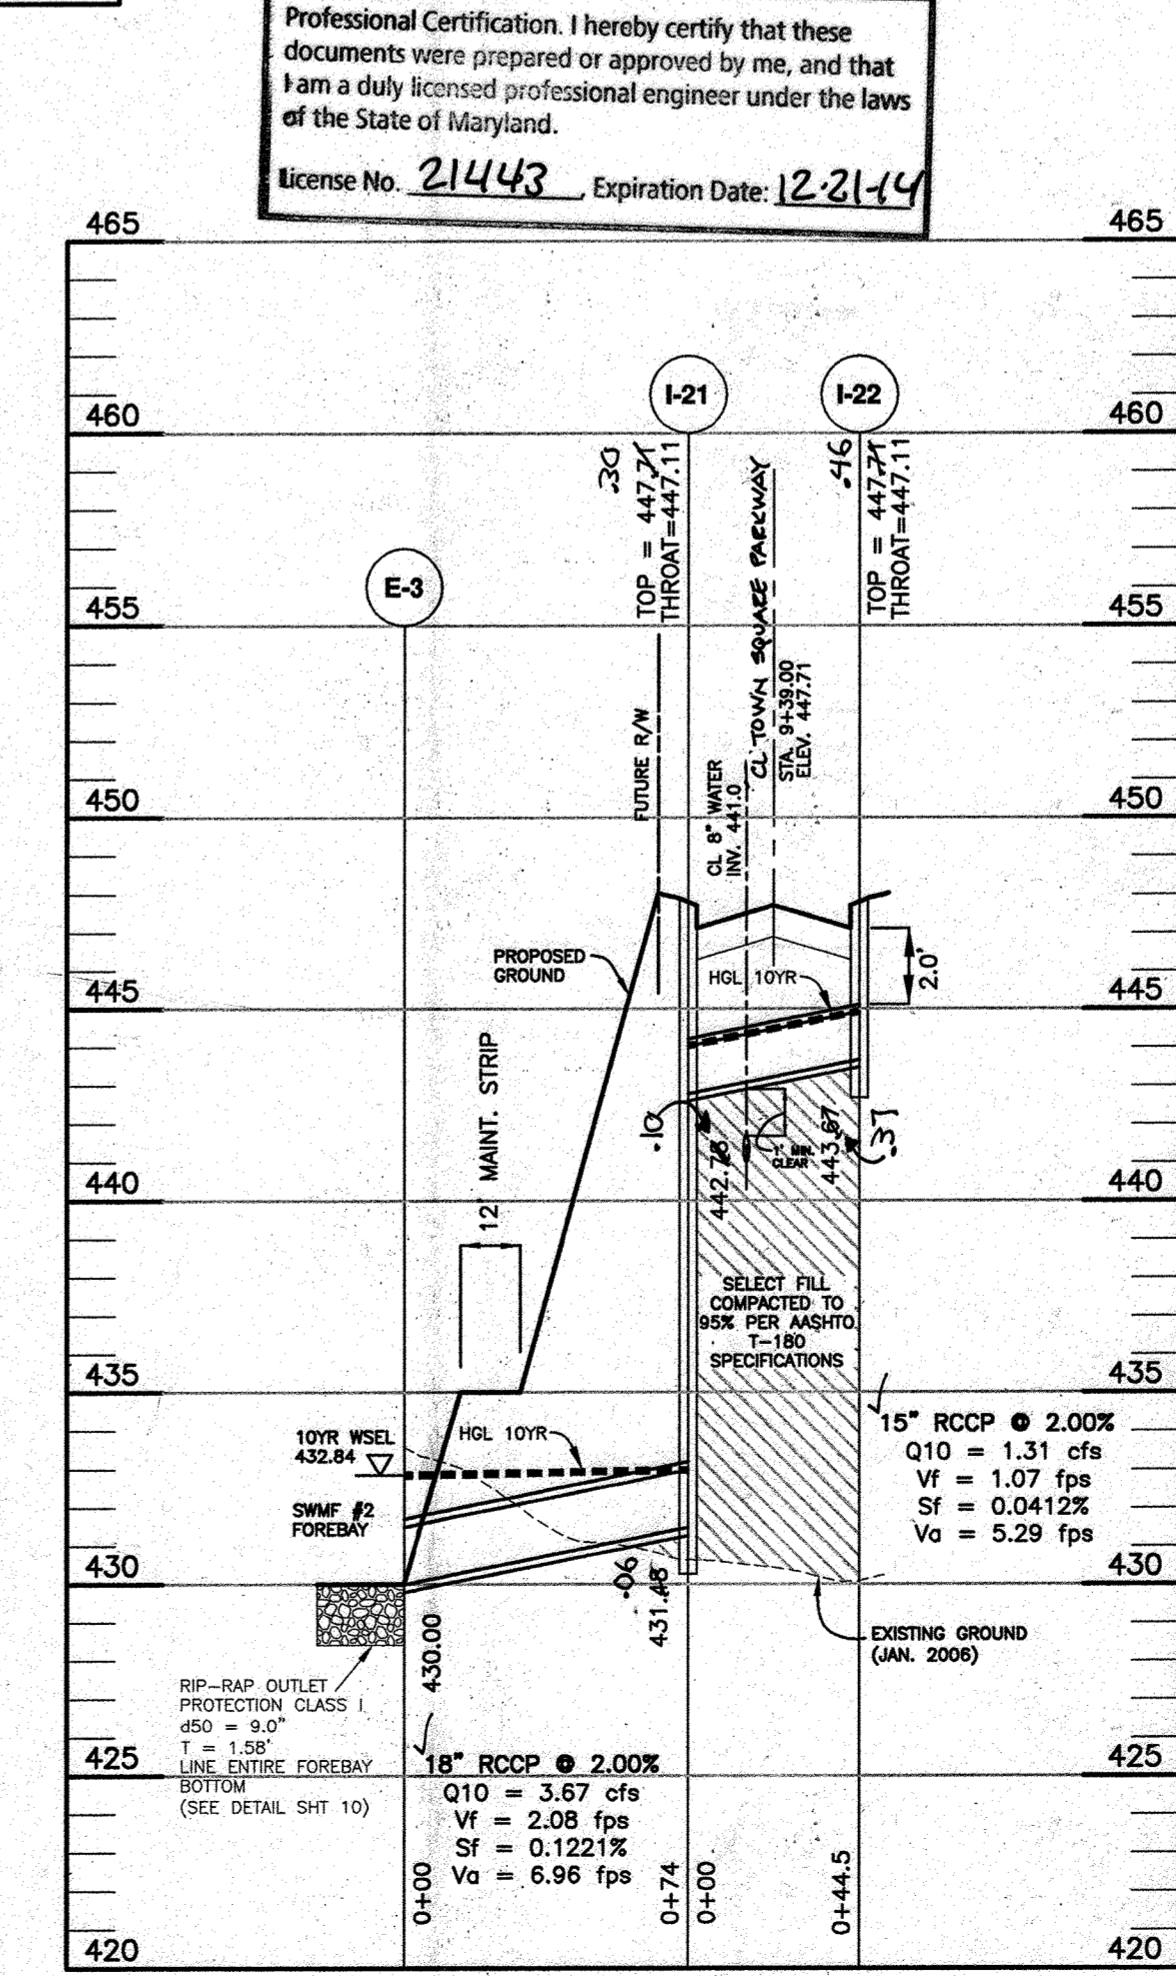 Professional Certification. I hereby certify that these
documents were prepared or approved by me, and that
I am a duly licensed professional engineer under the laws
of the State of Maryland.
License No. 21443, Expiration Date: 12-21-14
465
465
I-21
I-22
460
460
.30
TOP = 447.71
THROAT=447.11
CL TOWN SQUARE PARKWAY
STA. 9+39.00
ELEV. 447.71
.46
TOP = 447.71
THROAT=447.11
E-3
455
455
FUTURE R/W
CL 8" WATER
INV. 441.0
450
450
PROPOSED
GROUND
HGL 10YR
2.0'
445
445
12' MAINT. STRIP
.10
442.78
1' MIN.
CLEAR
443.67
.37
440
440
SELECT FILL
COMPACTED TO
95% PER AASHTO
T-180
SPECIFICATIONS
435
435
10YR WSEL
432.84
HGL 10YR
SWMF #2
FOREBAY
15" RCCP @ 2.00%
Q10 = 1.31 cfs
Vf = 1.07 fps
Sf = 0.0412%
Va = 5.29 fps
430
430
.06
431.48
430.00
EXISTING GROUND
(JAN. 2006)
RIP-RAP OUTLET
PROTECTION CLASS I
d50 = 9.0"
T = 1.58'
LINE ENTIRE FOREBAY
BOTTOM
(SEE DETAIL SHT 10)
425
425
18" RCCP @ 2.00%
Q10 = 3.67 cfs
Vf = 2.08 fps
Sf = 0.1221%
Va = 6.96 fps
0+00
0+74
0+00
0+44.5
420
420